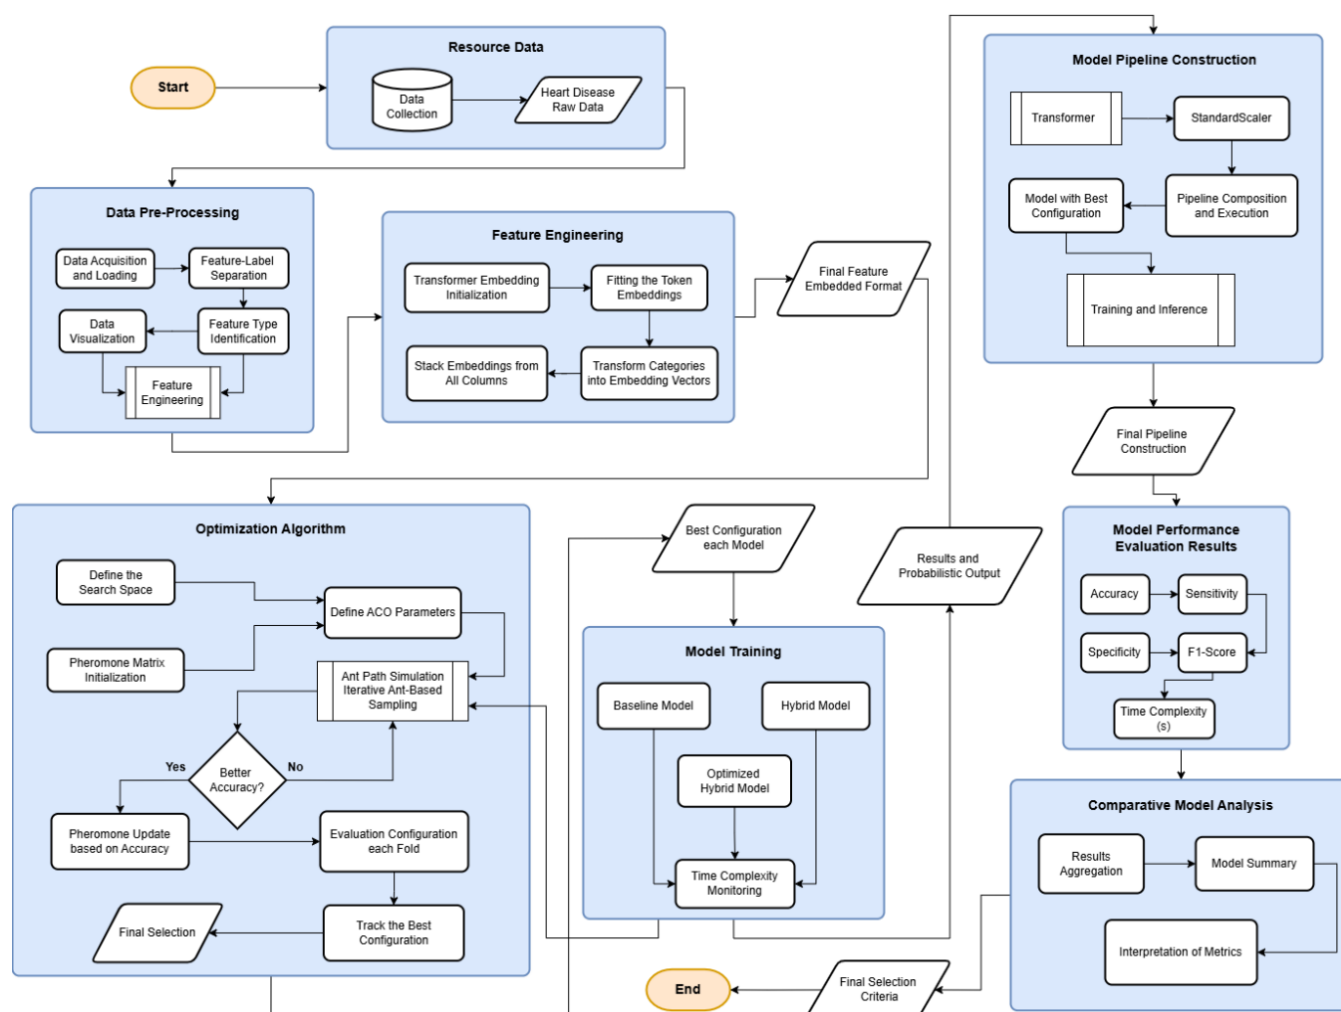 Start
Resource Data
Data
Collection
Heart Disease
Raw Data
Data Pre-Processing
Data Acquisition
and Loading
Feature-Label
Separation
Data
Visualization
Feature Type
Identification
Feature
Engineering
Feature Engineering
Transformer Embedding
Initialization
Fitting the Token
Embeddings
Stack Embeddings from
All Columns
Transform Categories
into Embedding Vectors
Final Feature
Embedded Format
Optimization Algorithm
Define the
Search Space
Define ACO Parameters
Pheromone Matrix
Initialization
Ant Path Simulation
Iterative Ant-Based
Sampling
Yes
Better
Accuracy?
No
Pheromone Update
based on Accuracy
Evaluation Configuration
each Fold
Final Selection
Track the Best
Configuration
Best Configuration
each Model
Model Training
Baseline Model
Hybrid Model
Optimized
Hybrid Model
Time Complexity
Monitoring
Results and
Probabilistic Output
Model Pipeline Construction
Transformer
StandardScaler
Model with Best
Configuration
Pipeline Composition
and Execution
Training and Inference
Final Pipeline
Construction
Model Performance
Evaluation Results
Accuracy
Sensitivity
Specificity
F1-Score
Time Complexity
(s)
Comparative Model Analysis
Results
Aggregation
Model Summary
Interpretation of Metrics
Final Selection
Criteria
End